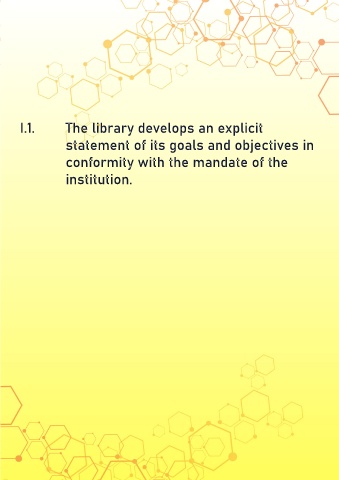 I.1. The library develops an explicit
statement of its goals and objectives in
conformity with the mandate of the
institution.